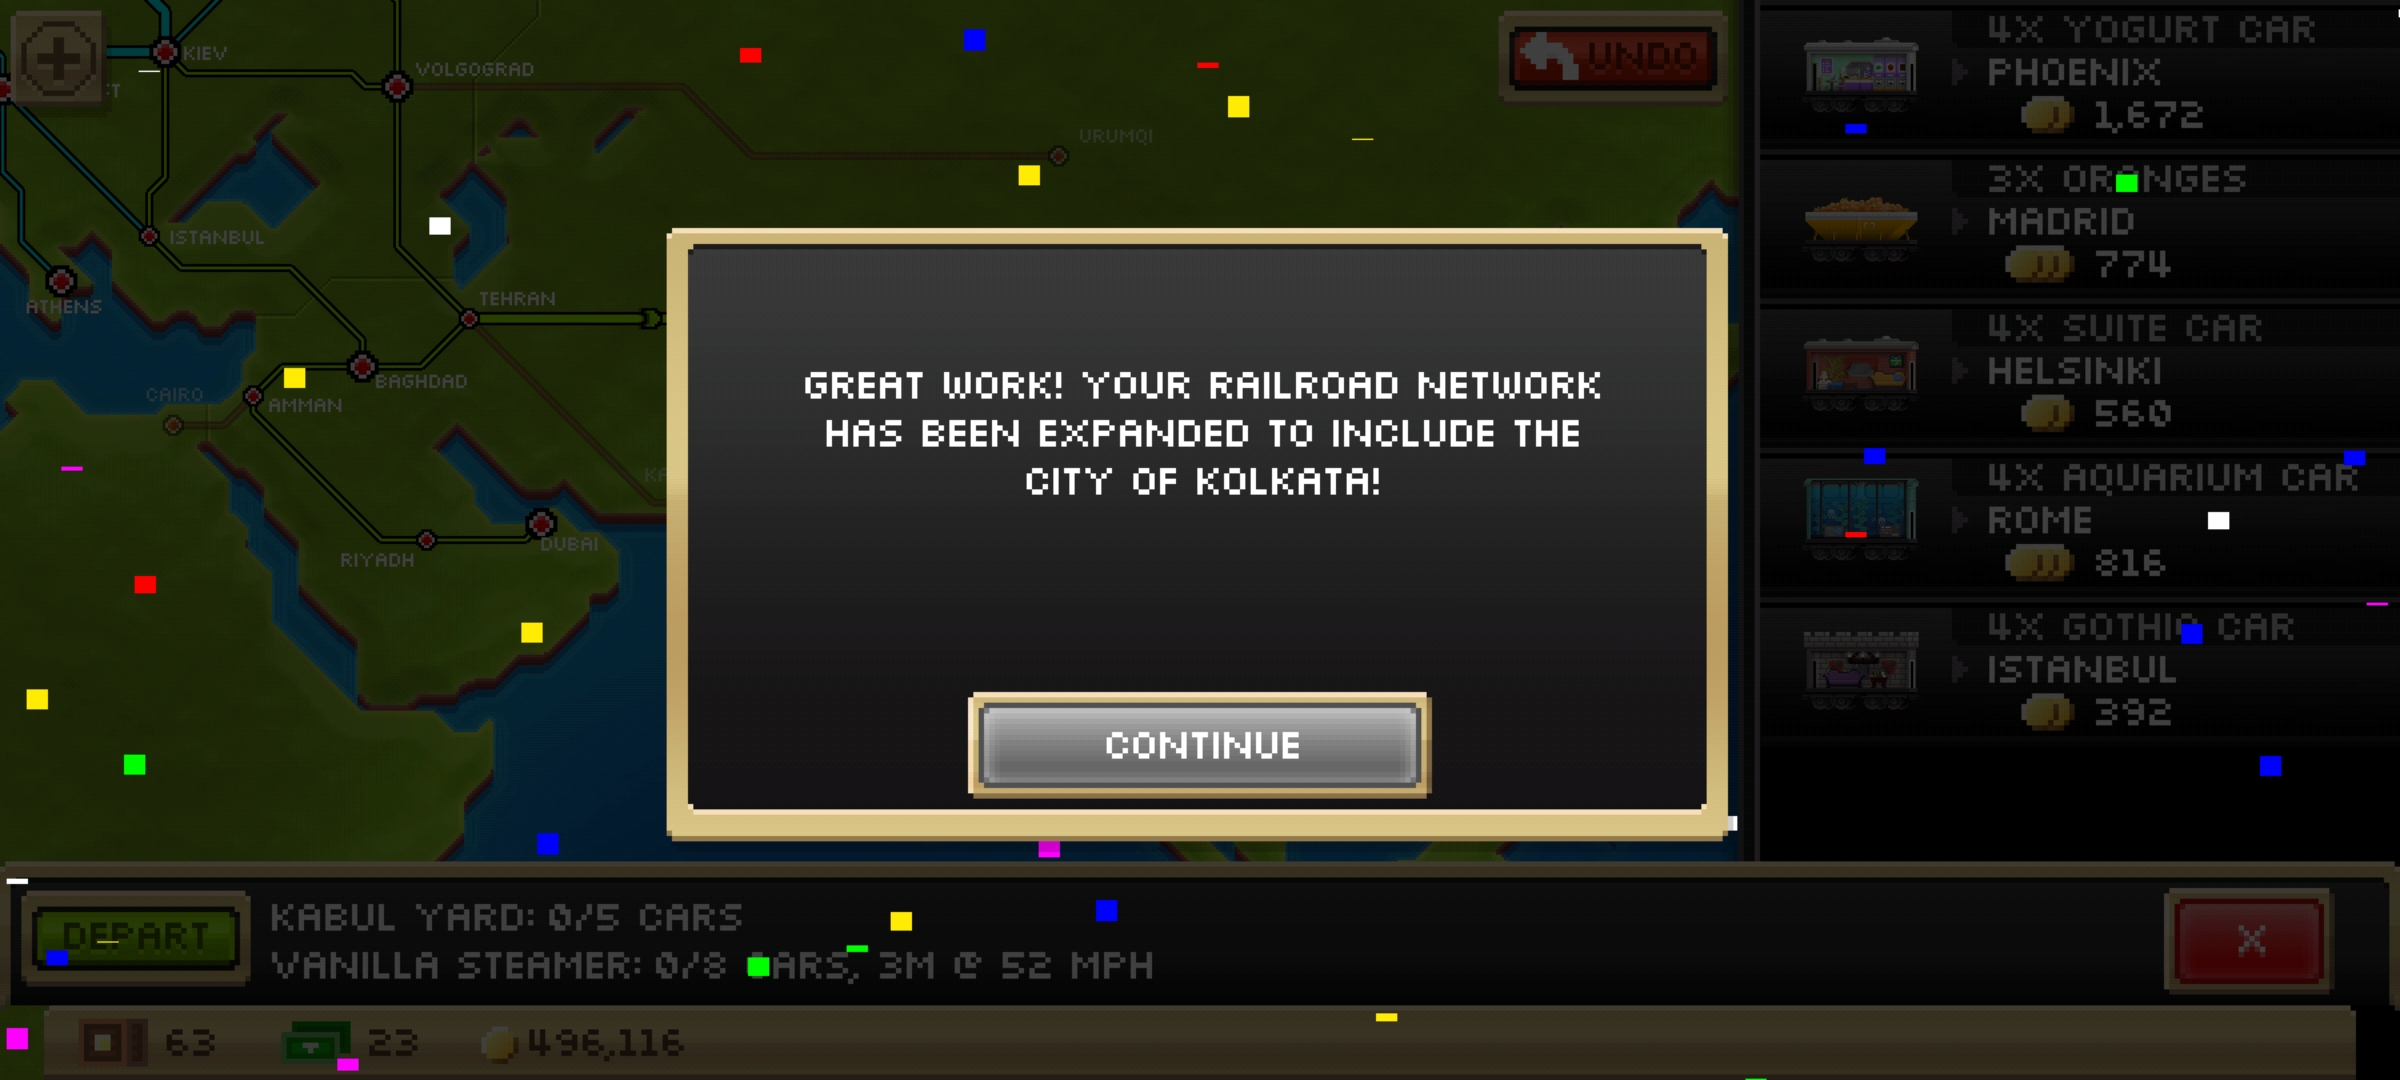 KIEV
VOLGOGRAD
URUMQI
ISTANBUL
ATHENS
TEHRAN
BAGHDAD
CAIRO
AMMAN
RIYADH
DUBAI
UNDO
GREAT WORK! YOUR RAILROAD NETWORK
HAS BEEN EXPANDED TO INCLUDE THE
CITY OF KOLKATA!
CONTINUE
4X YOGURT CAR
PHOENIX
1,672
3X ORANGES
MADRID
774
4X SUITE CAR
HELSINKI
560
4X AQUARIUM CAR
ROME
816
4X GOTHIC CAR
ISTANBUL
392
DEPART
KABUL YARD: 0/5 CARS
VANILLA STEAMER: 0/8 CARS, 3M @ 52 MPH
X
63
23
496,116